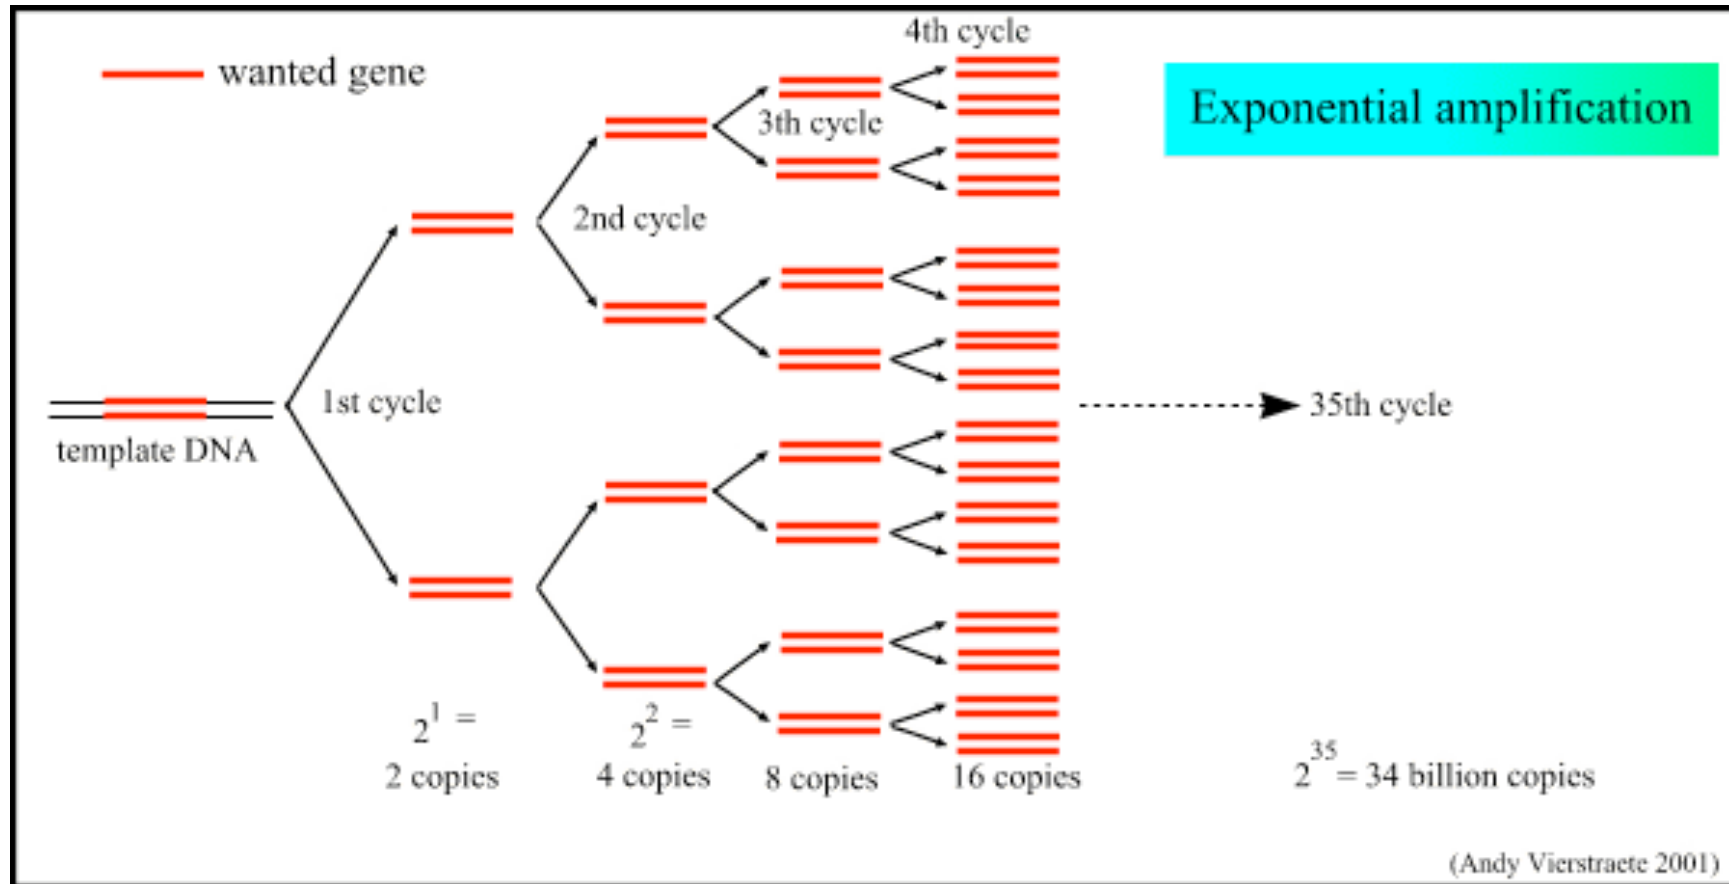 4th cycle
wanted gene
Exponential amplification
3th cycle
2nd cycle
1st cycle
35th cycle
template DNA
2^1 =
2^2 =
2 copies
4 copies
8 copies
16 copies
2^35 = 34 billion copies
(Andy Vierstraete 2001)